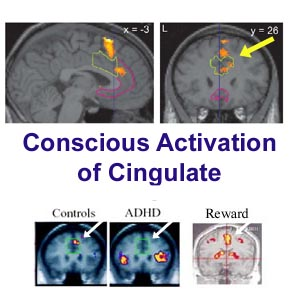 x = -3
L
y = 26
Conscious Activation
of Cingulate
Controls
ADHD
Reward